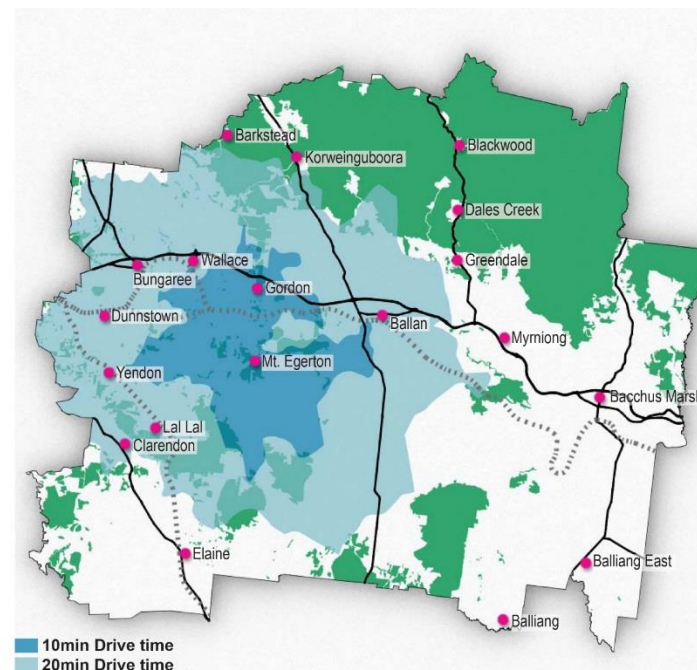 Barkstead
Korweinguboora
Blackwood
Dales Creek
Wallace
Greendale
Bungaree
Gordon
Dunnstown
Ballan
Myrniong
Mt. Egerton
Yendon
Bacchus Marsh
Lal Lal
Clarendon
Elaine
Balliang East
Balliang
10min Drive time
20min Drive time